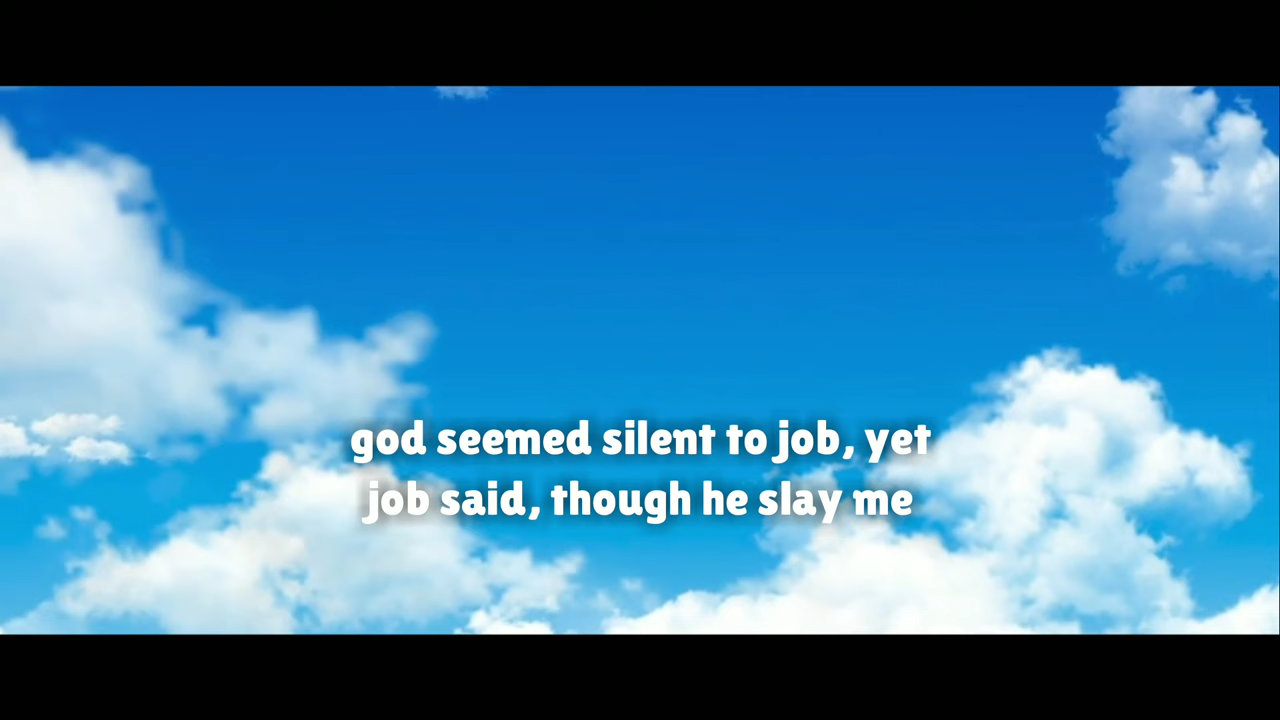 god seemed silent to job, yet
job said, though he slay me